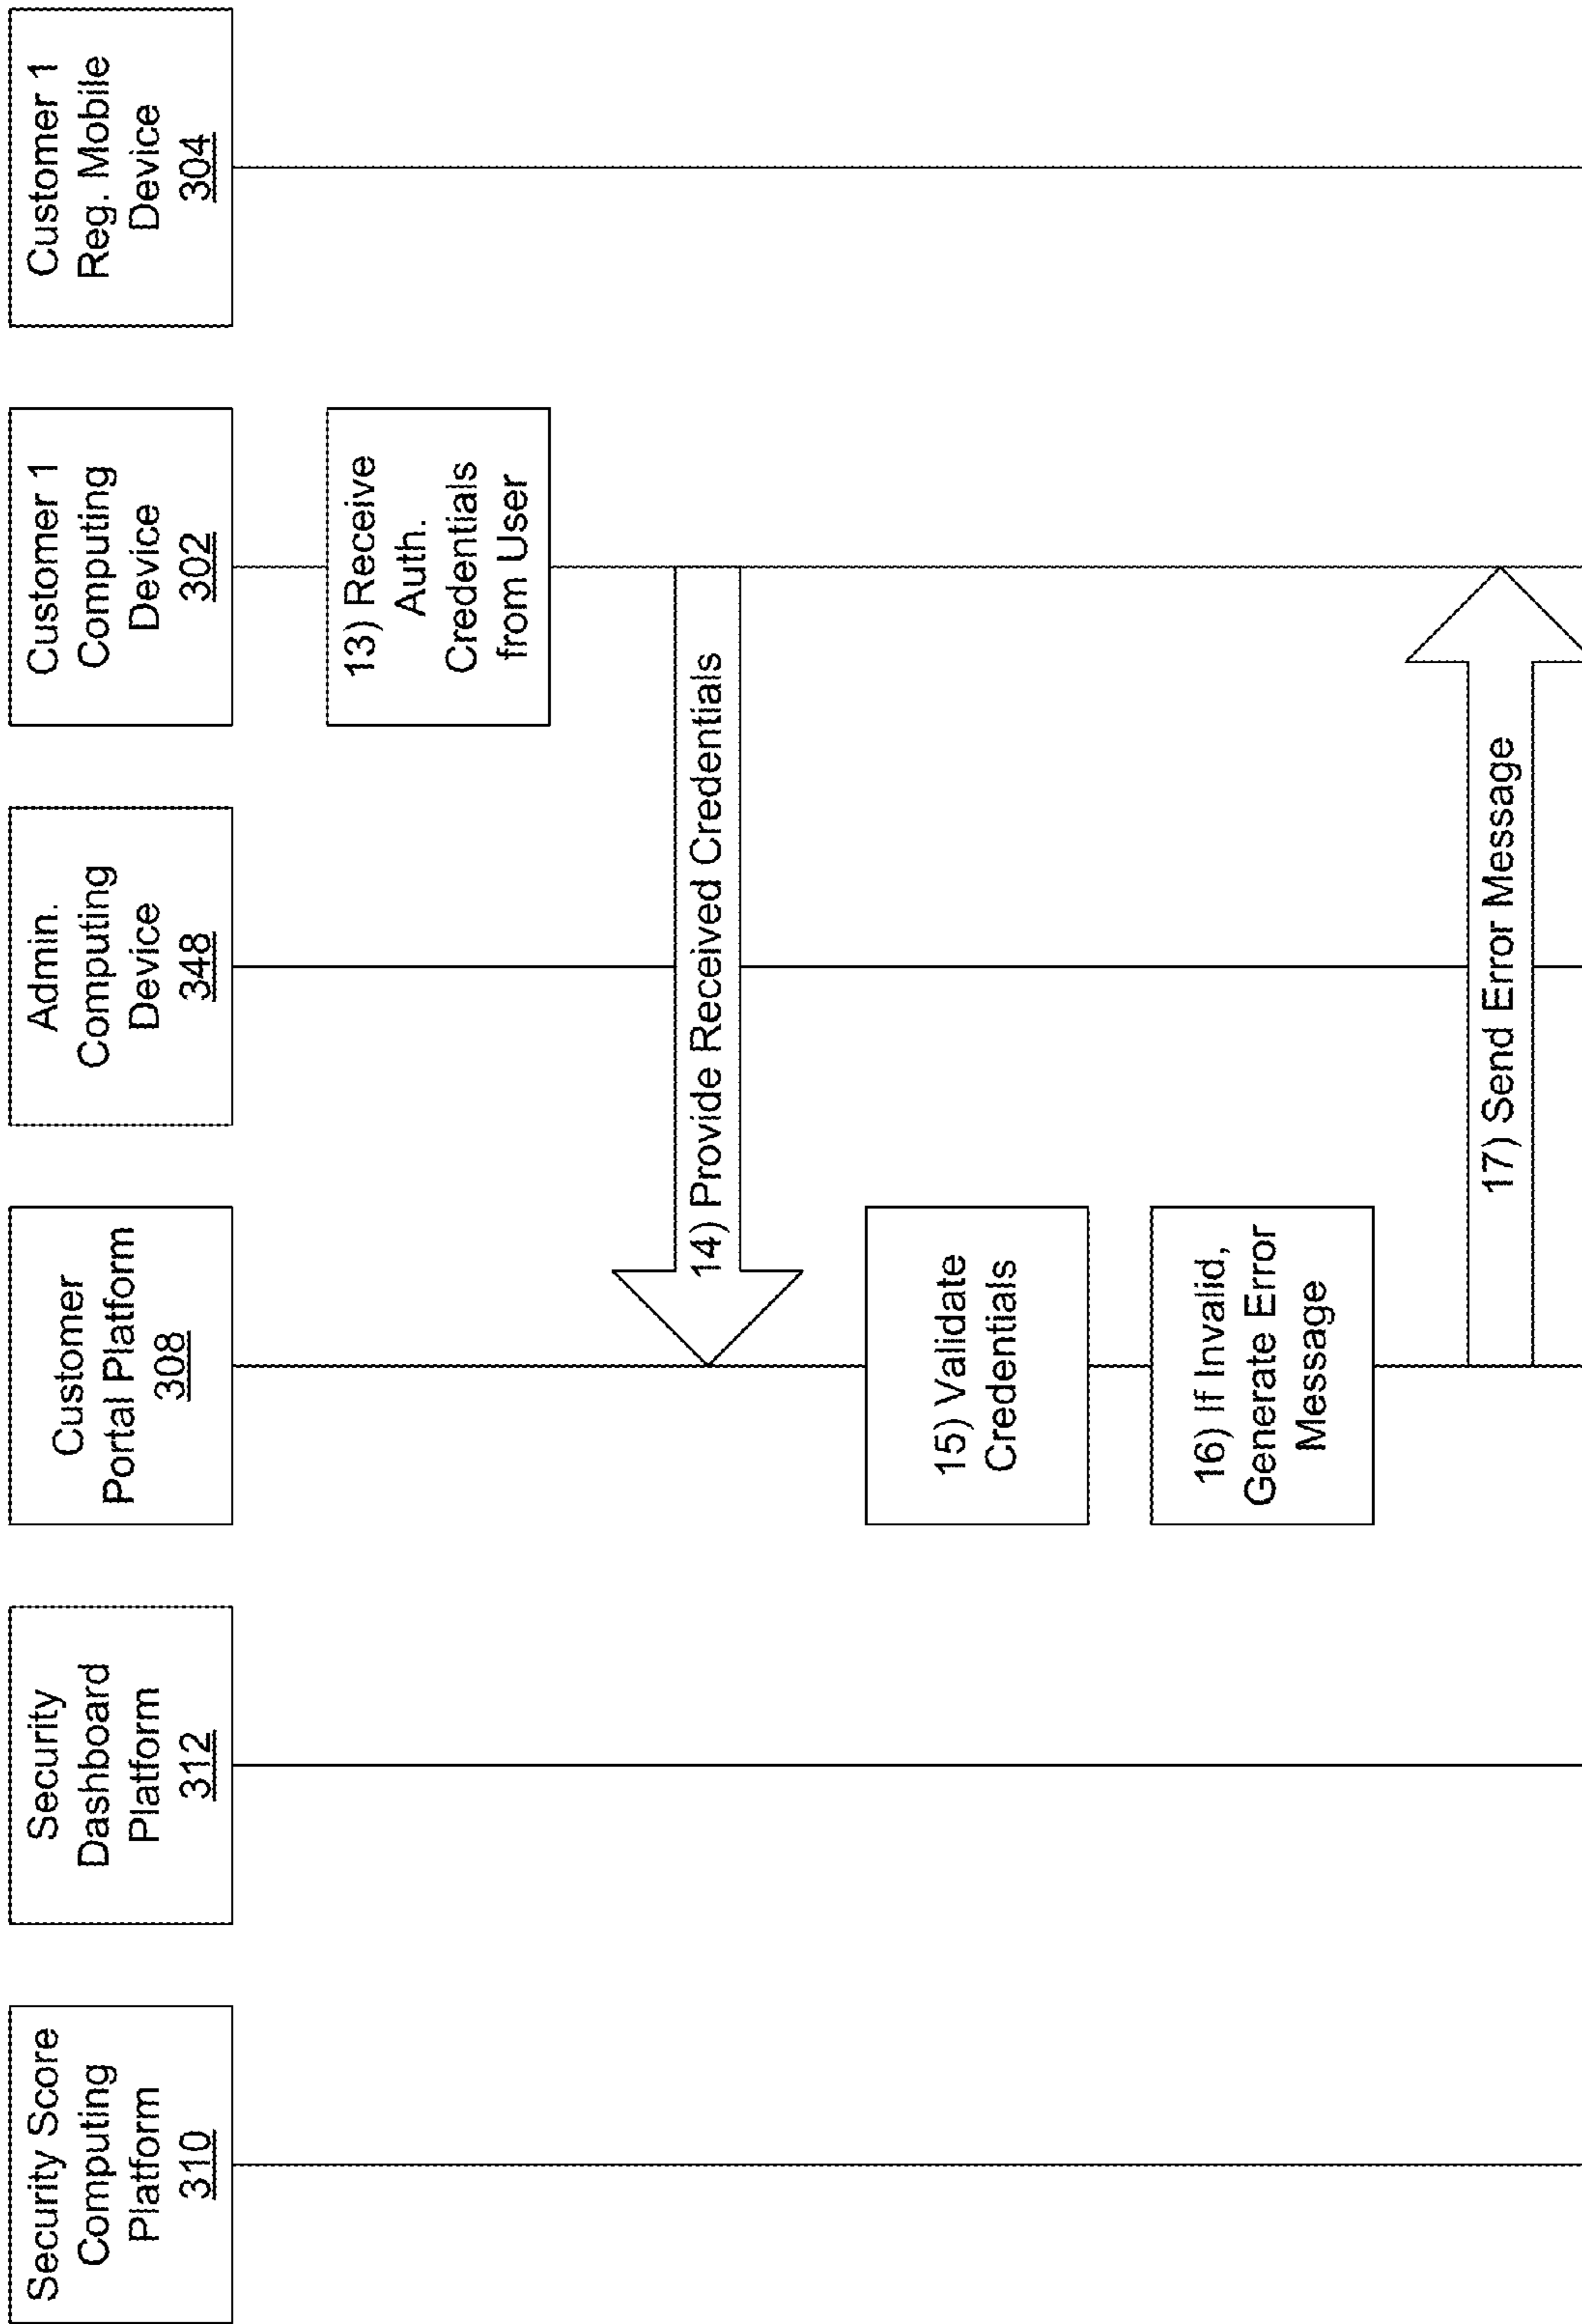 Security Score
Computing
Platform
310
Security
Dashboard
Platform
312
Customer
Portal Platform
308
Admin.
Computing
Device
348
Customer 1
Computing
Device
302
Customer 1
Reg. Mobile
Device
304
13) Receive
Auth.
Credentials
from User
14) Provide Received Credentials
15) Validate
Credentials
16) If Invalid,
Generate Error
Message
17) Send Error Message